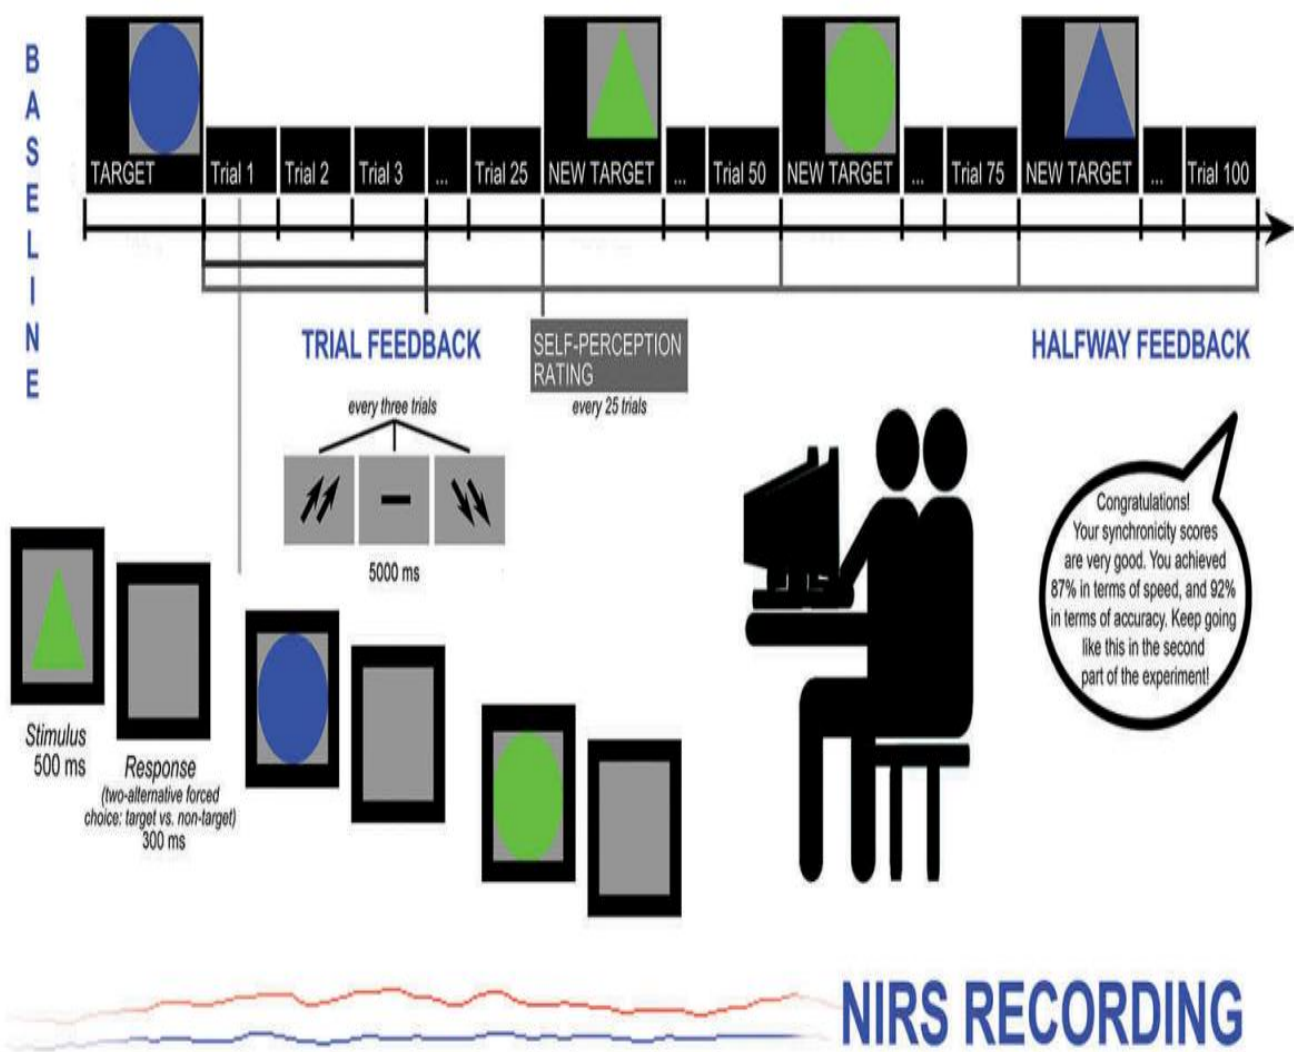 BASELINE
TARGET
Trial 1
Trial 2
Trial 3
...
Trial 25
NEW TARGET
...
Trial 50
NEW TARGET
...
Trial 75
NEW TARGET
...
Trial 100
TRIAL FEEDBACK
every three trials
5000 ms
SELF-PERCEPTION
RATING
every 25 trials
HALFWAY FEEDBACK
Congratulations!
Your synchronicity scores
are very good. You achieved
87% in terms of speed, and 92%
in terms of accuracy. Keep going
like this in the second
part of the experiment!
Stimulus
500 ms
Response
(two-alternative forced
choice: target vs. non-target)
300 ms
NIRS RECORDING